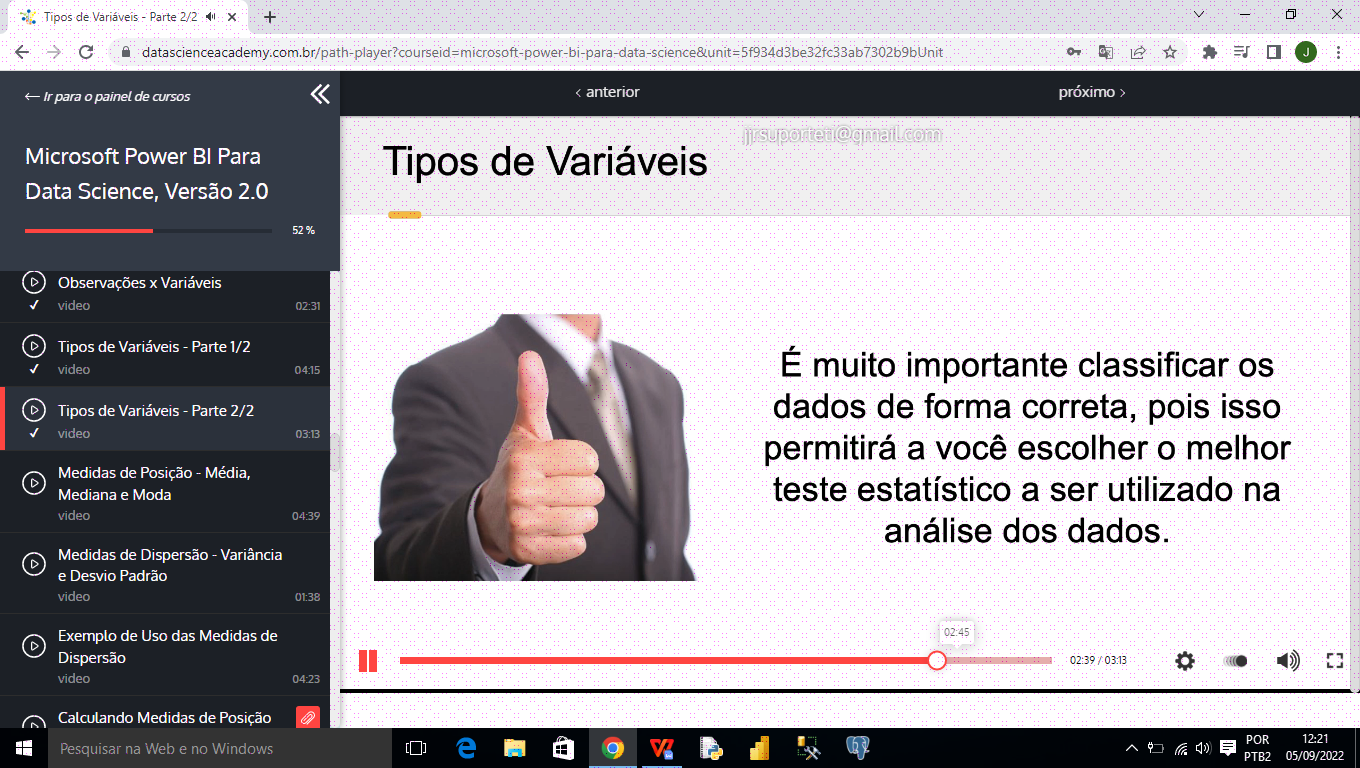 Tipos de Variáveis - Parte 2/2
datascienceacademy.com.br/path-player?courseid=microsoft-power-bi-para-data-science&unit=5f934d3be32fc33ab7302b9bUnit
J
← Ir para o painel de cursos
‹ anterior
próximo ›
Microsoft Power BI Para
Data Science, Versão 2.0
52 %
Observações x Variáveis
video 02:31
Tipos de Variáveis - Parte 1/2
video 04:15
Tipos de Variáveis - Parte 2/2
video 03:13
Medidas de Posição - Média,
Mediana e Moda
video 04:39
Medidas de Dispersão - Variância
e Desvio Padrão
video 01:38
Exemplo de Uso das Medidas de
Dispersão
video 04:23
Calculando Medidas de Posição
jjrsuporteri@gmail.com
Tipos de Variáveis
É muito importante classificar os
dados de forma correta, pois isso
permitirá a você escolher o melhor
teste estatístico a ser utilizado na
análise dos dados.
02:45
02:39 / 03:13
Pesquisar na Web e no Windows
POR
PTB2
12:21
05/09/2022